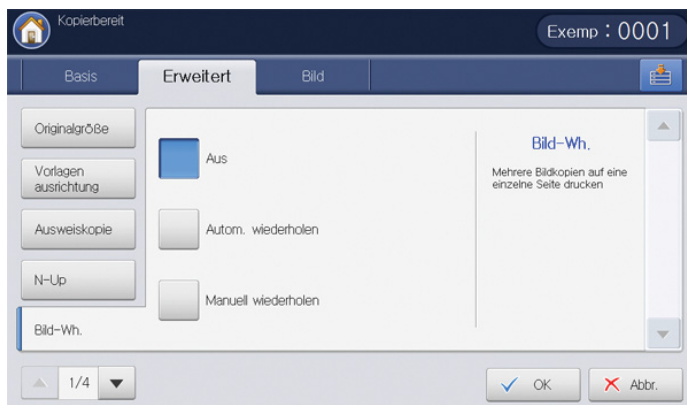 Kopierbereit
Exemp : 0001
Basis
Erweitert
Bild
Originalgröße
Vorlagen
ausrichtung
Ausweiskopie
N-Up
Bild-Wh.
Aus
Autom. wiederholen
Manuell wiederholen
Bild-Wh.
Mehrere Bildkopien auf eine
einzelne Seite drucken
1/4
OK
Abbr.